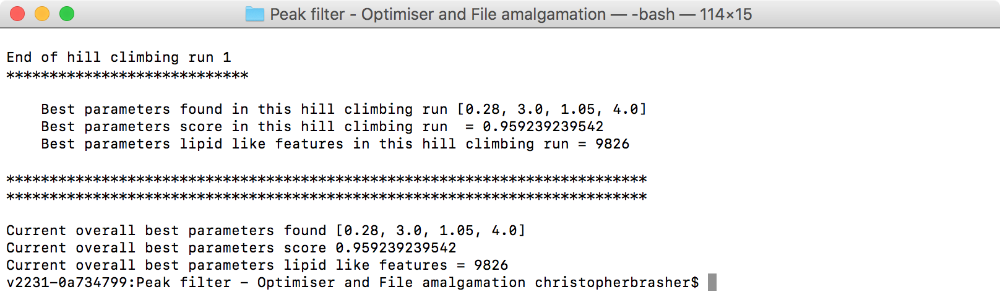 Peak filter - Optimiser and File amalgamation — -bash — 114×15
End of hill climbing run 1
****************************
Best parameters found in this hill climbing run [0.28, 3.0, 1.05, 4.0]
Best parameters score in this hill climbing run  = 0.959239239542
Best parameters lipid like features in this hill climbing run = 9826
**************************************************************************
**************************************************************************
Current overall best parameters found [0.28, 3.0, 1.05, 4.0]
Current overall best parameters score 0.959239239542
Current overall best parameters lipid like features = 9826
v2231-0a734799:Peak filter - Optimiser and File amalgamation christopherbrasher$